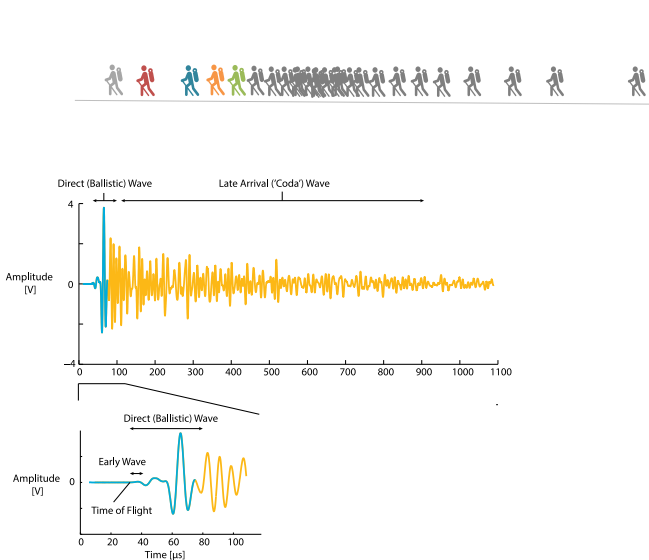 Direct (Ballistic) Wave
Late Arrival ('Coda') Wave
4
Amplitude
[V]
0
−4
0 100 200 300 400 500 600 700 800 900 1000 1100
Direct (Ballistic) Wave
Early Wave
Amplitude
[V]
0
Time of Flight
0 20 40 60 80 100
Time [µs]